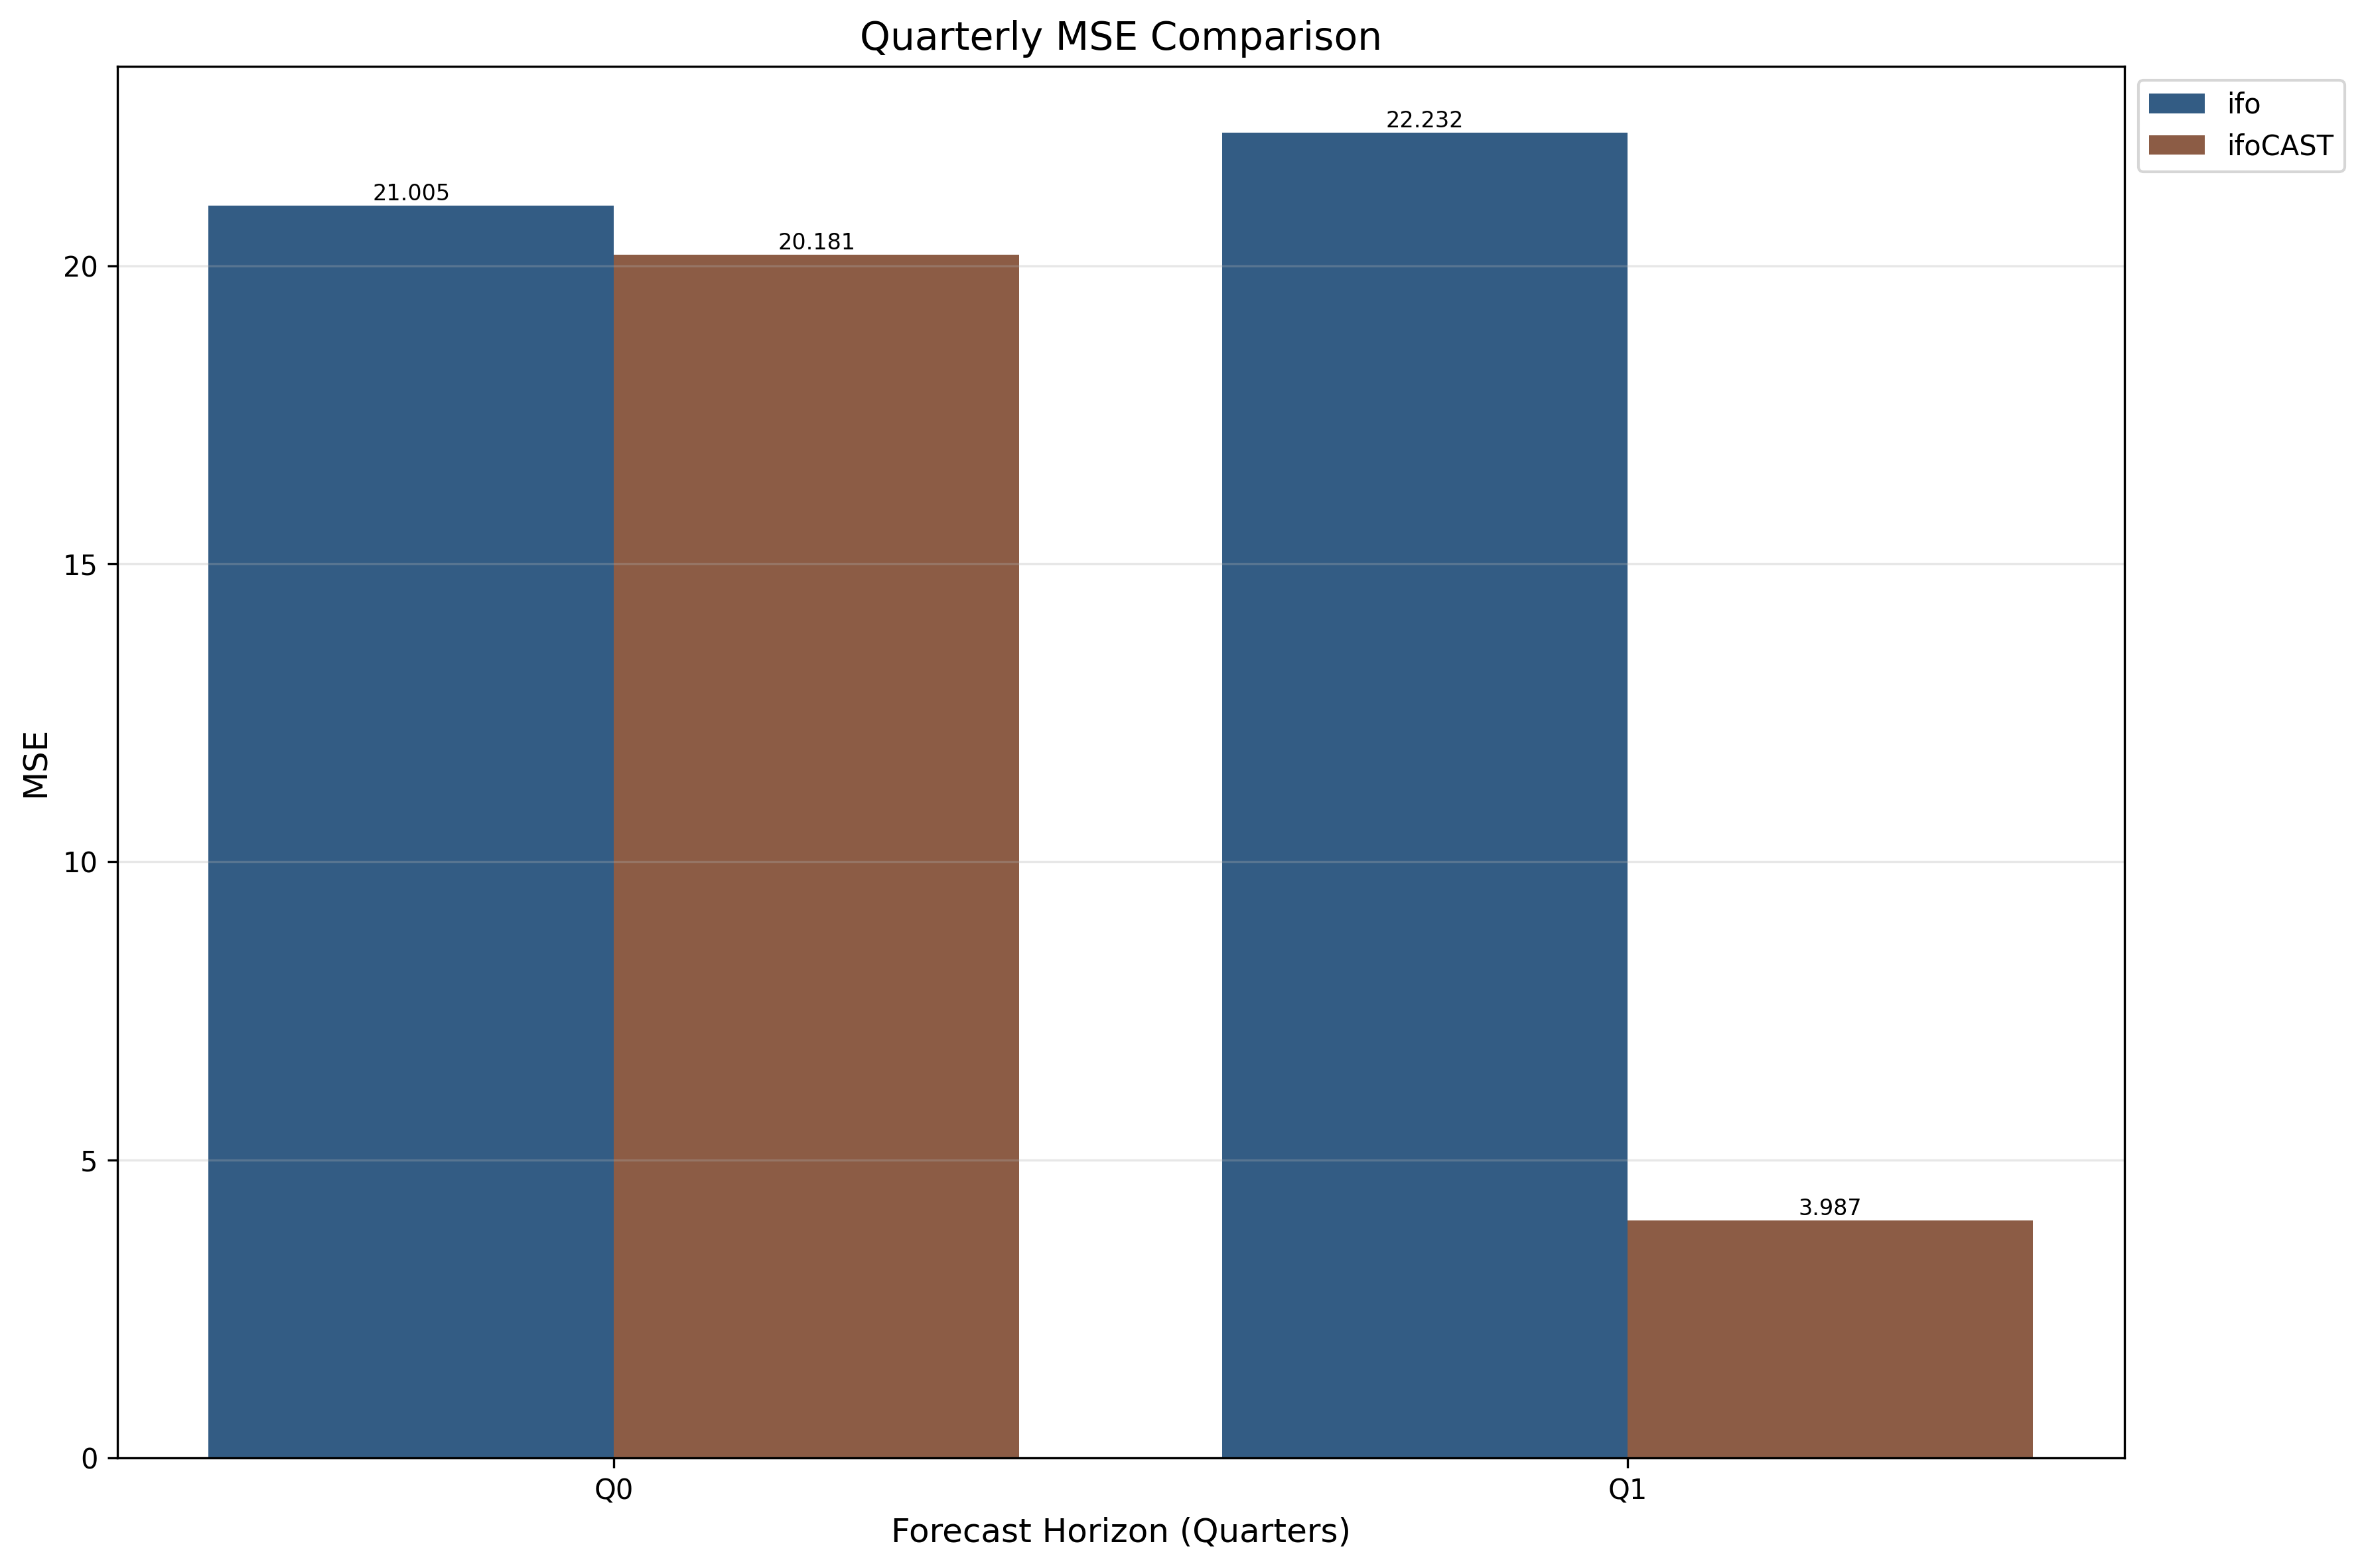 Quarterly MSE Comparison
ifo
ifoCAST
22.232
21.005
20.181
20
15
10
5
0
3.987
MSE
Q0
Q1
Forecast Horizon (Quarters)